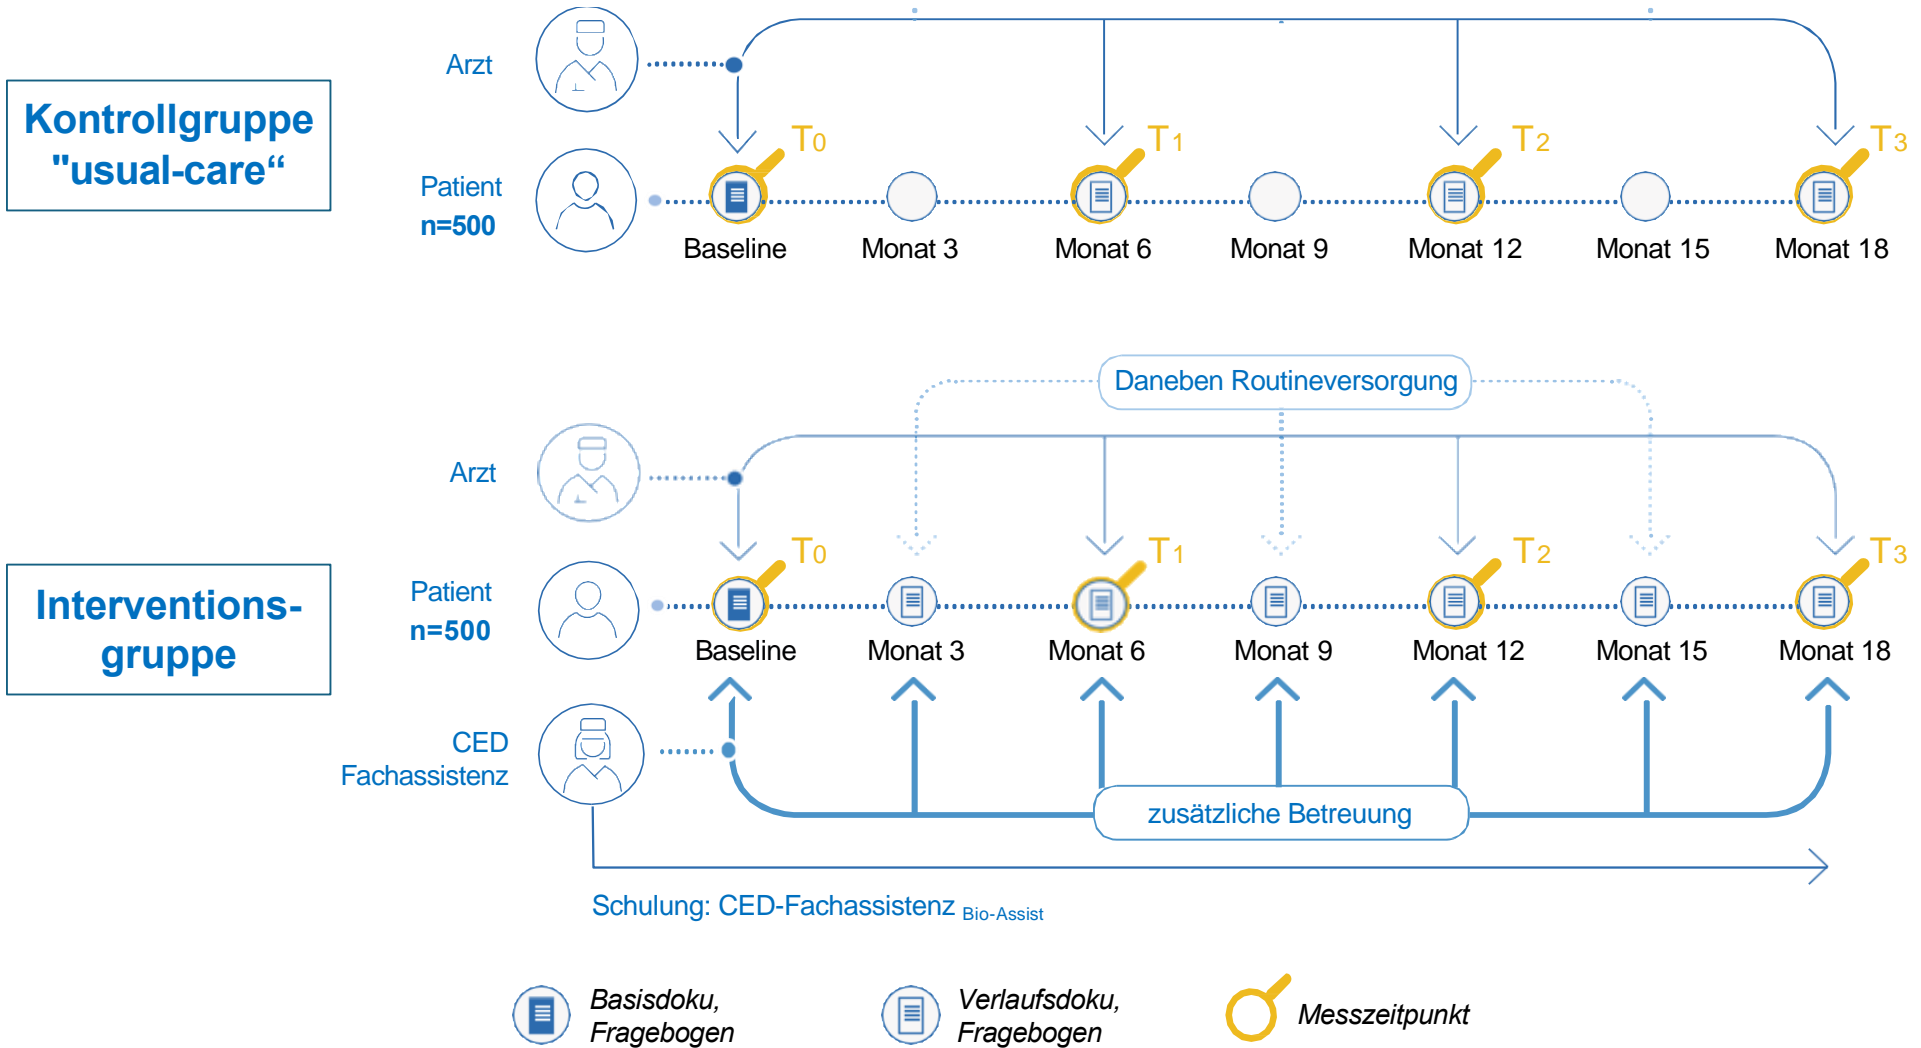 Arzt
Kontrollgruppe
"usual-care“
T0
T1
T2
T3
Patient
n=500
Baseline
Monat 3
Monat 6
Monat 9
Monat 12
Monat 15
Monat 18
Daneben Routineversorgung
Arzt
T0
T1
T2
T3
Interventions-
gruppe
Patient
n=500
Baseline
Monat 3
Monat 6
Monat 9
Monat 12
Monat 15
Monat 18
CED
Fachassistenz
zusätzliche Betreuung
Schulung: CED-Fachassistenz Bio-Assist
Basisdoku,
Fragebogen
Verlaufsdoku,
Fragebogen
Messzeitpunkt